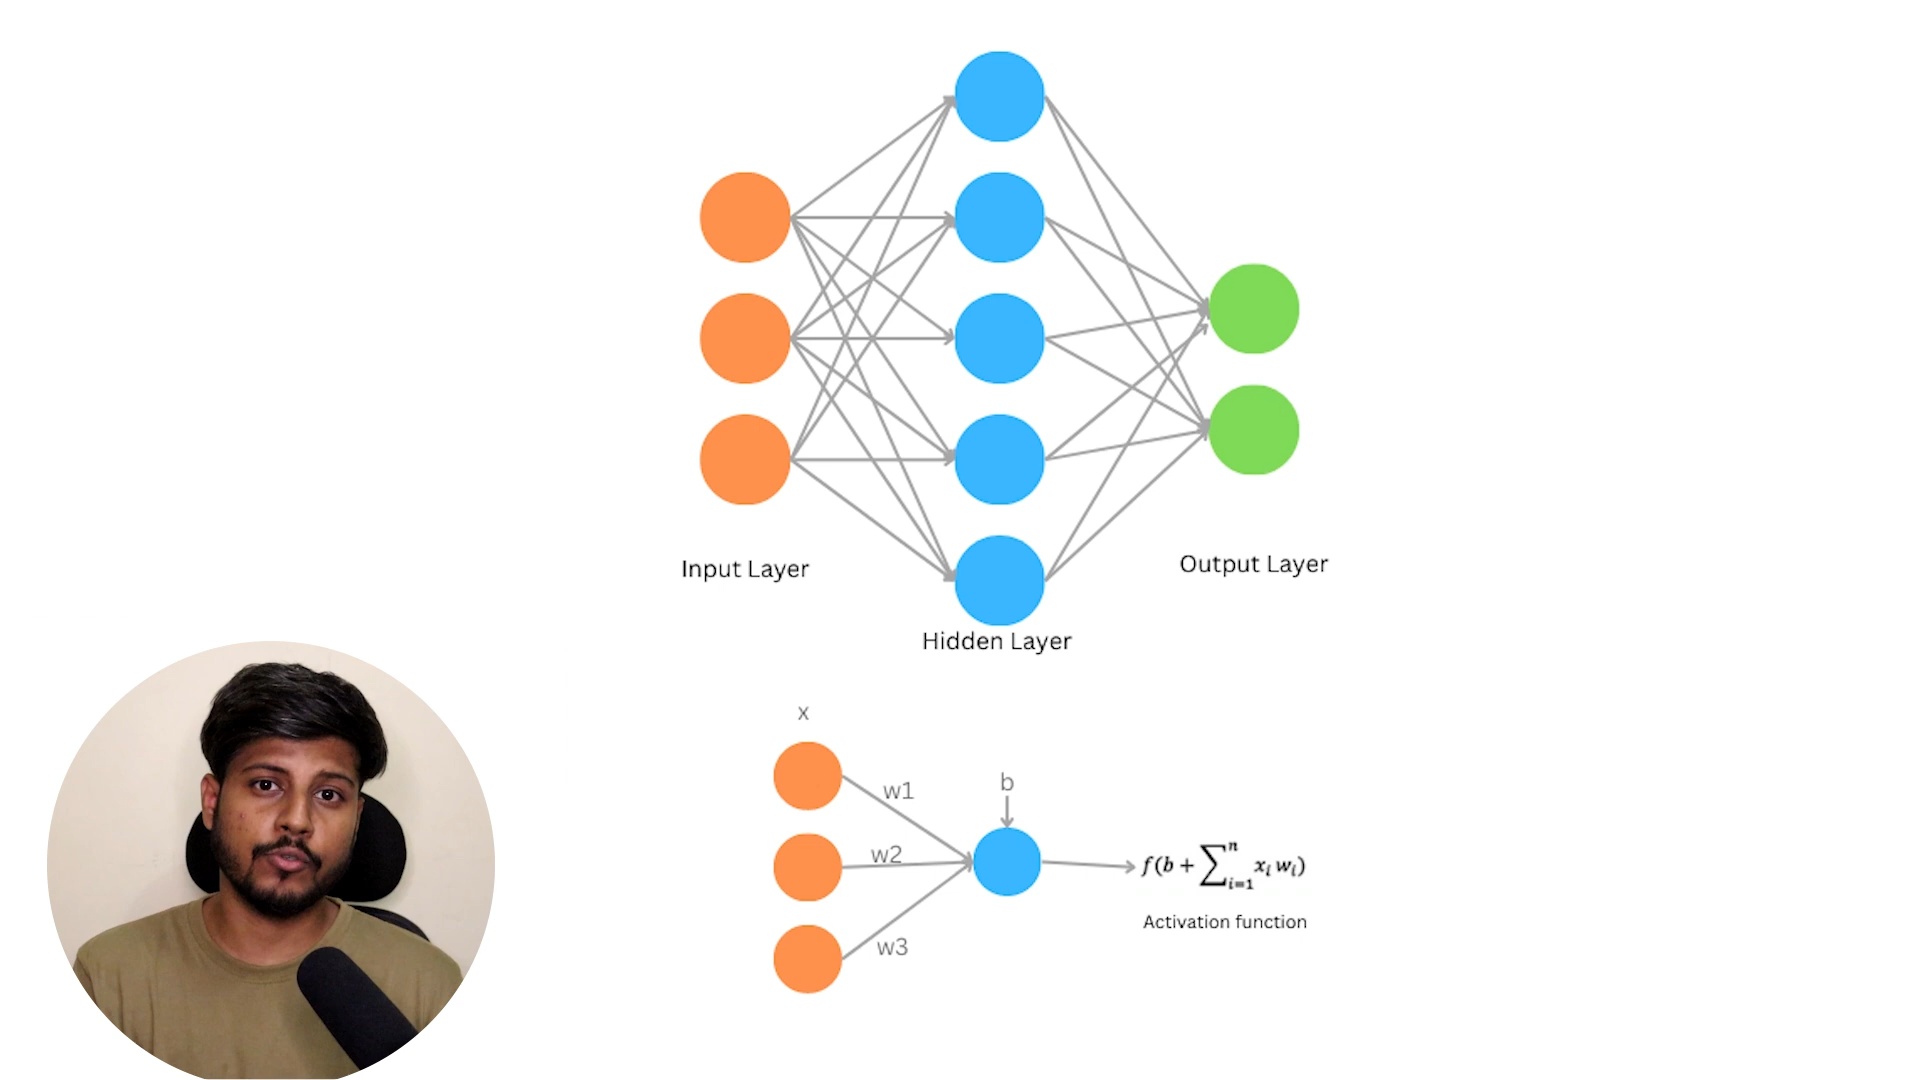 Input Layer
Output Layer
Hidden Layer
x
w1
b
w2
f(b + ∑ⁿᵢ₌₁ xᵢ wᵢ)
Activation function
w3